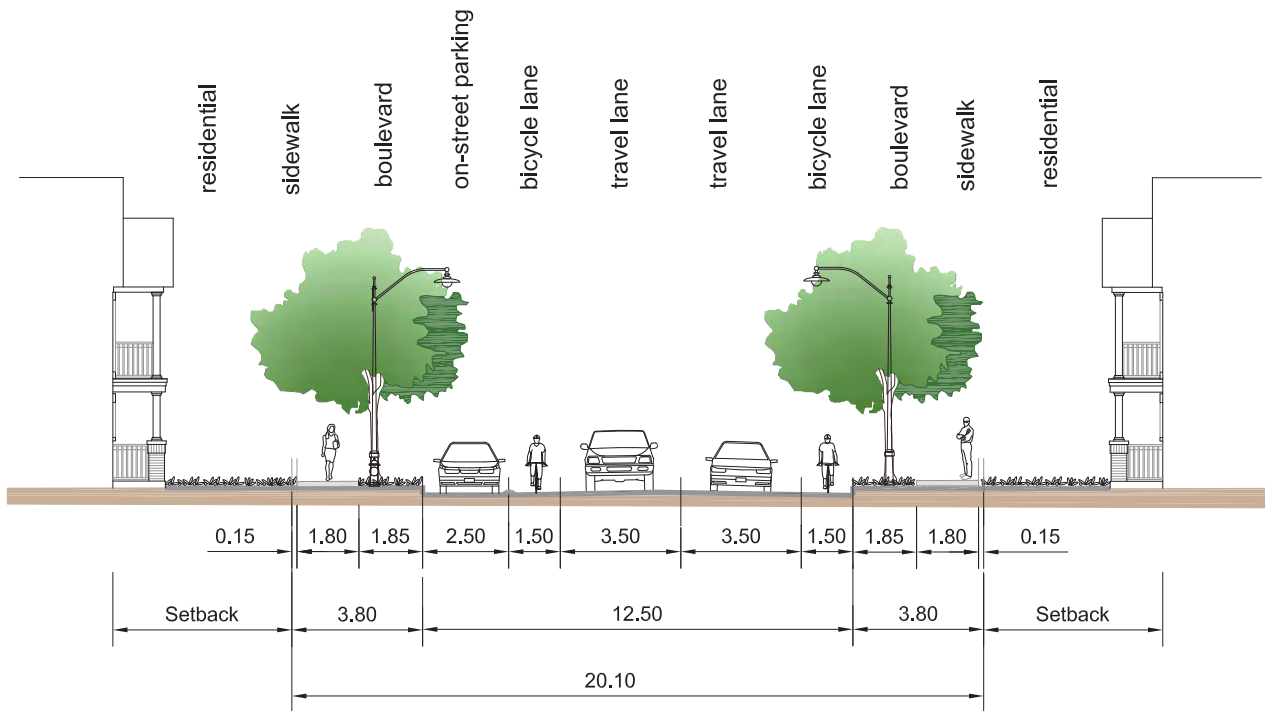 residential
sidewalk
boulevard
on-street parking
bicycle lane
travel lane
travel lane
bicycle lane
boulevard
sidewalk
residential
0.15
1.80
1.85
2.50
1.50
3.50
3.50
1.50
1.85
1.80
0.15
Setback
3.80
12.50
3.80
Setback
20.10